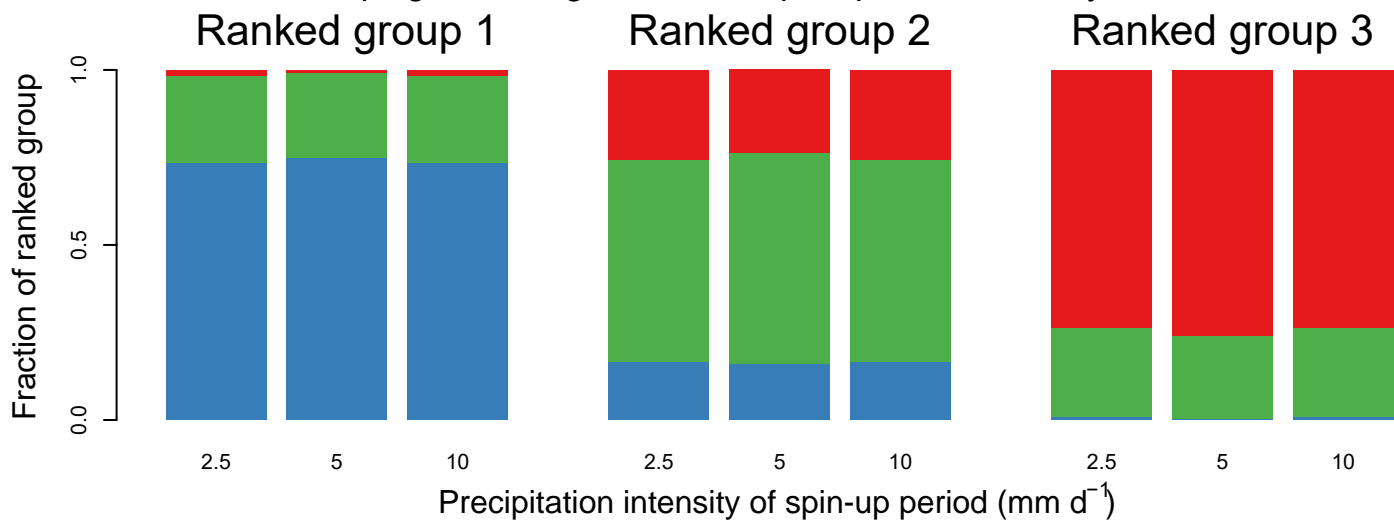 Ranked group 1
Ranked group 2
Ranked group 3
Fraction of ranked group
1.0
0.5
0.0
2.5 5 10
2.5 5 10
2.5 5 10
Precipitation intensity of spin-up period (mm d⁻¹)